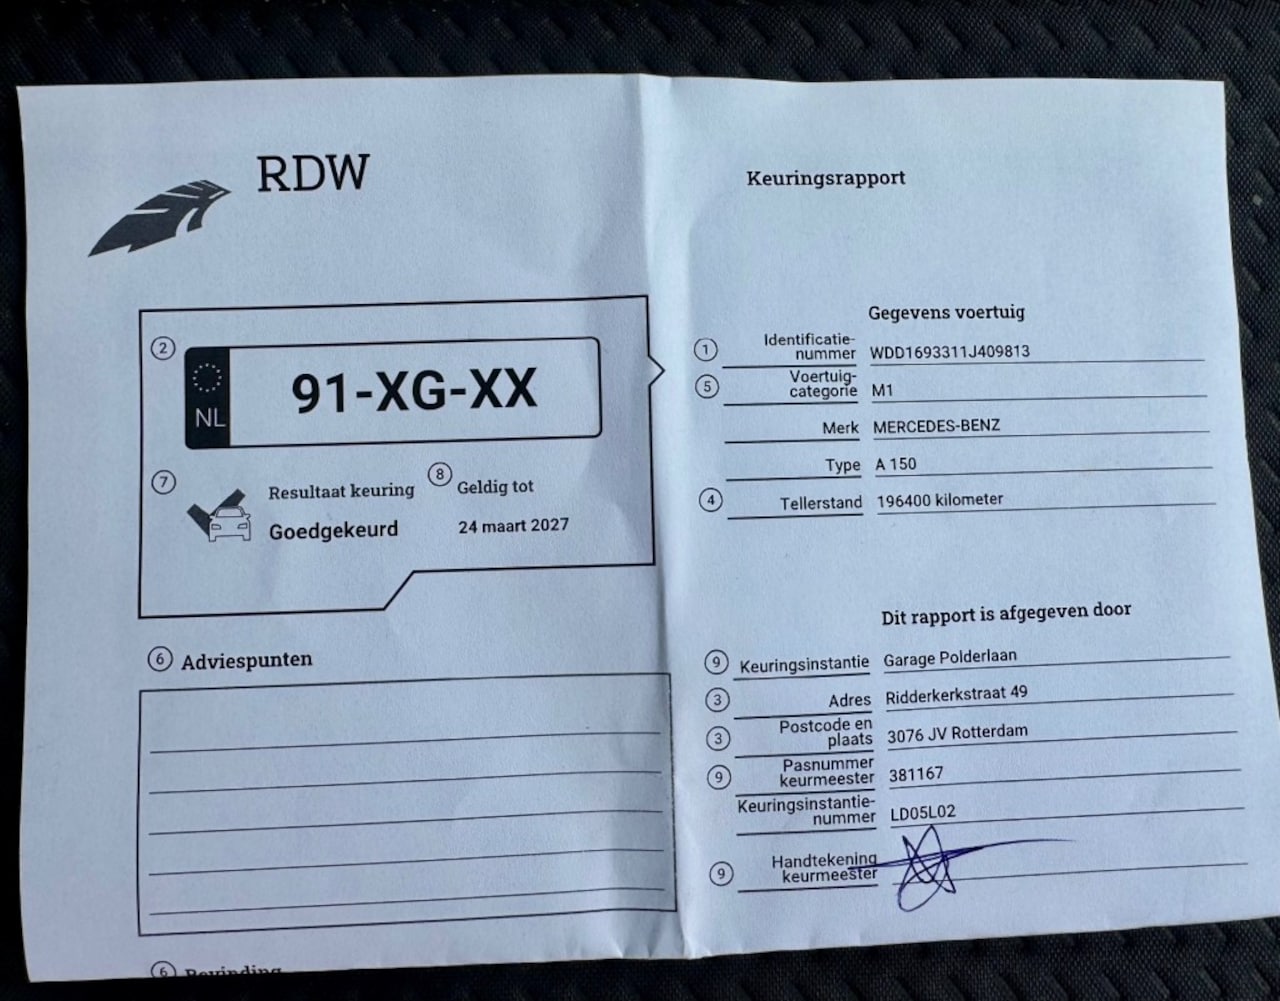 RDW
Keuringsrapport
2
NL
91-XG-XX
7
Resultaat keuring
Goedgekeurd
8
Geldig tot
24 maart 2027
6 Adviespunten
6 Bevinding
Gegevens voertuig
1 Identificatie-
nummer WDD1693311J409813
5 Voertuig-
categorie M1
Merk MERCEDES-BENZ
Type A 150
4 Tellerstand 196400 kilometer
Dit rapport is afgegeven door
9 Keuringsinstantie Garage Polderlaan
3 Adres Ridderkerkstraat 49
3 Postcode en
plaats 3076 JV Rotterdam
9 Pasnummer
keurmeester 381167
Keuringsinstantie-
nummer LD05L02
9 Handtekening
keurmeester